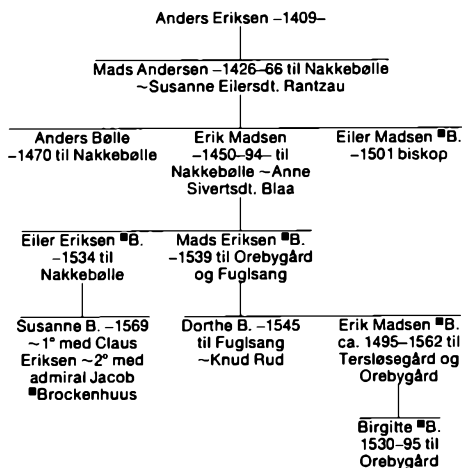 Anders Eriksen –1409–
Mads Andersen –1426–66 til Nakkebølle
~Susanne Eilersdt. Rantzau
Anders Bølle
–1470 til Nakkebølle
Erik Madsen
–1450–94– til
Nakkebølle ~Anne
Sivertsdt. Blaa
Eiler Madsen ■B.
–1501 biskop
Eiler Eriksen ■B.
–1534 til
Nakkebølle
Mads Eriksen ■B.
–1539 til Orebygård
og Fuglsang
Susanne B. –1569
~1° med Claus
Eriksen ~2° med
admiral Jacob
■Brockenhuus
Dorthe B. –1545
til Fuglsang
~Knud Rud
Erik Madsen ■B.
ca. 1495–1562 til
Tersløsegård og
Orebygård
Birgitte ■B.
1530–95 til
Orebygård